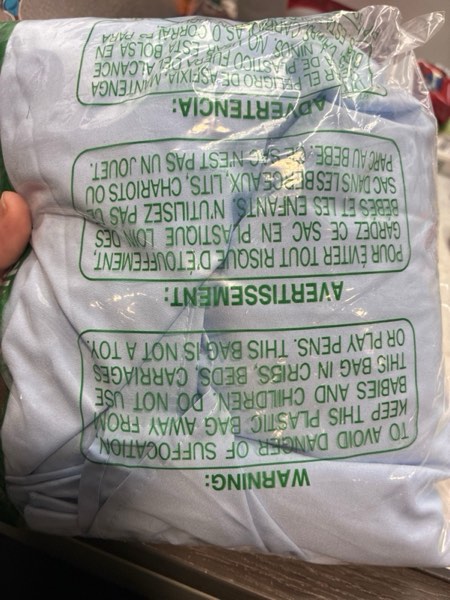 WARNING:
TO AVOID DANGER OF SUFFOCATION,
KEEP THIS PLASTIC BAG AWAY FROM
BABIES AND CHILDREN. DO NOT USE
THIS BAG IN CRIBS, BEDS, CARRIAGES
OR PLAY PENS. THIS BAG IS NOT A TOY.
AVERTISSEMENT:
POUR ÉVITER TOUT RISQUE D'ÉTOUFFEMENT,
GARDEZ CE SAC EN PLASTIQUE LOIN DES
BÉBÉS ET LES ENFANTS. N'UTILISEZ PAS CE
SAC DANS LES BERCEAUX, LITS, CHARIOTS OU
PARC AU BEBE. CE SAC N'EST PAS UN JOUET.
ADVERTENCIA:
PELIGRO DE ASFIXIA, MANTENGA
DE PLASTICO FUERA DEL ALCANCE
NO USE ESTA BOLSA EN
O CORRALES PARA